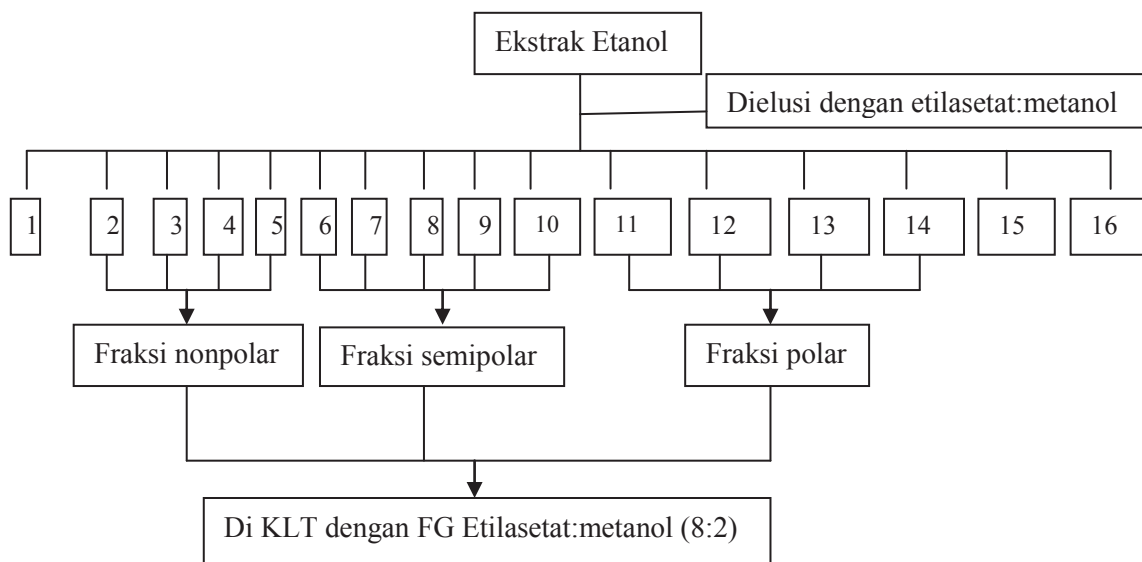 Ekstrak Etanol
Dielusi dengan etilasetat:metanol
1 2 3 4 5 6 7 8 9 10 11 12 13 14 15 16
Fraksi nonpolar
Fraksi semipolar
Fraksi polar
Di KLT dengan FG Etilasetat:metanol (8:2)